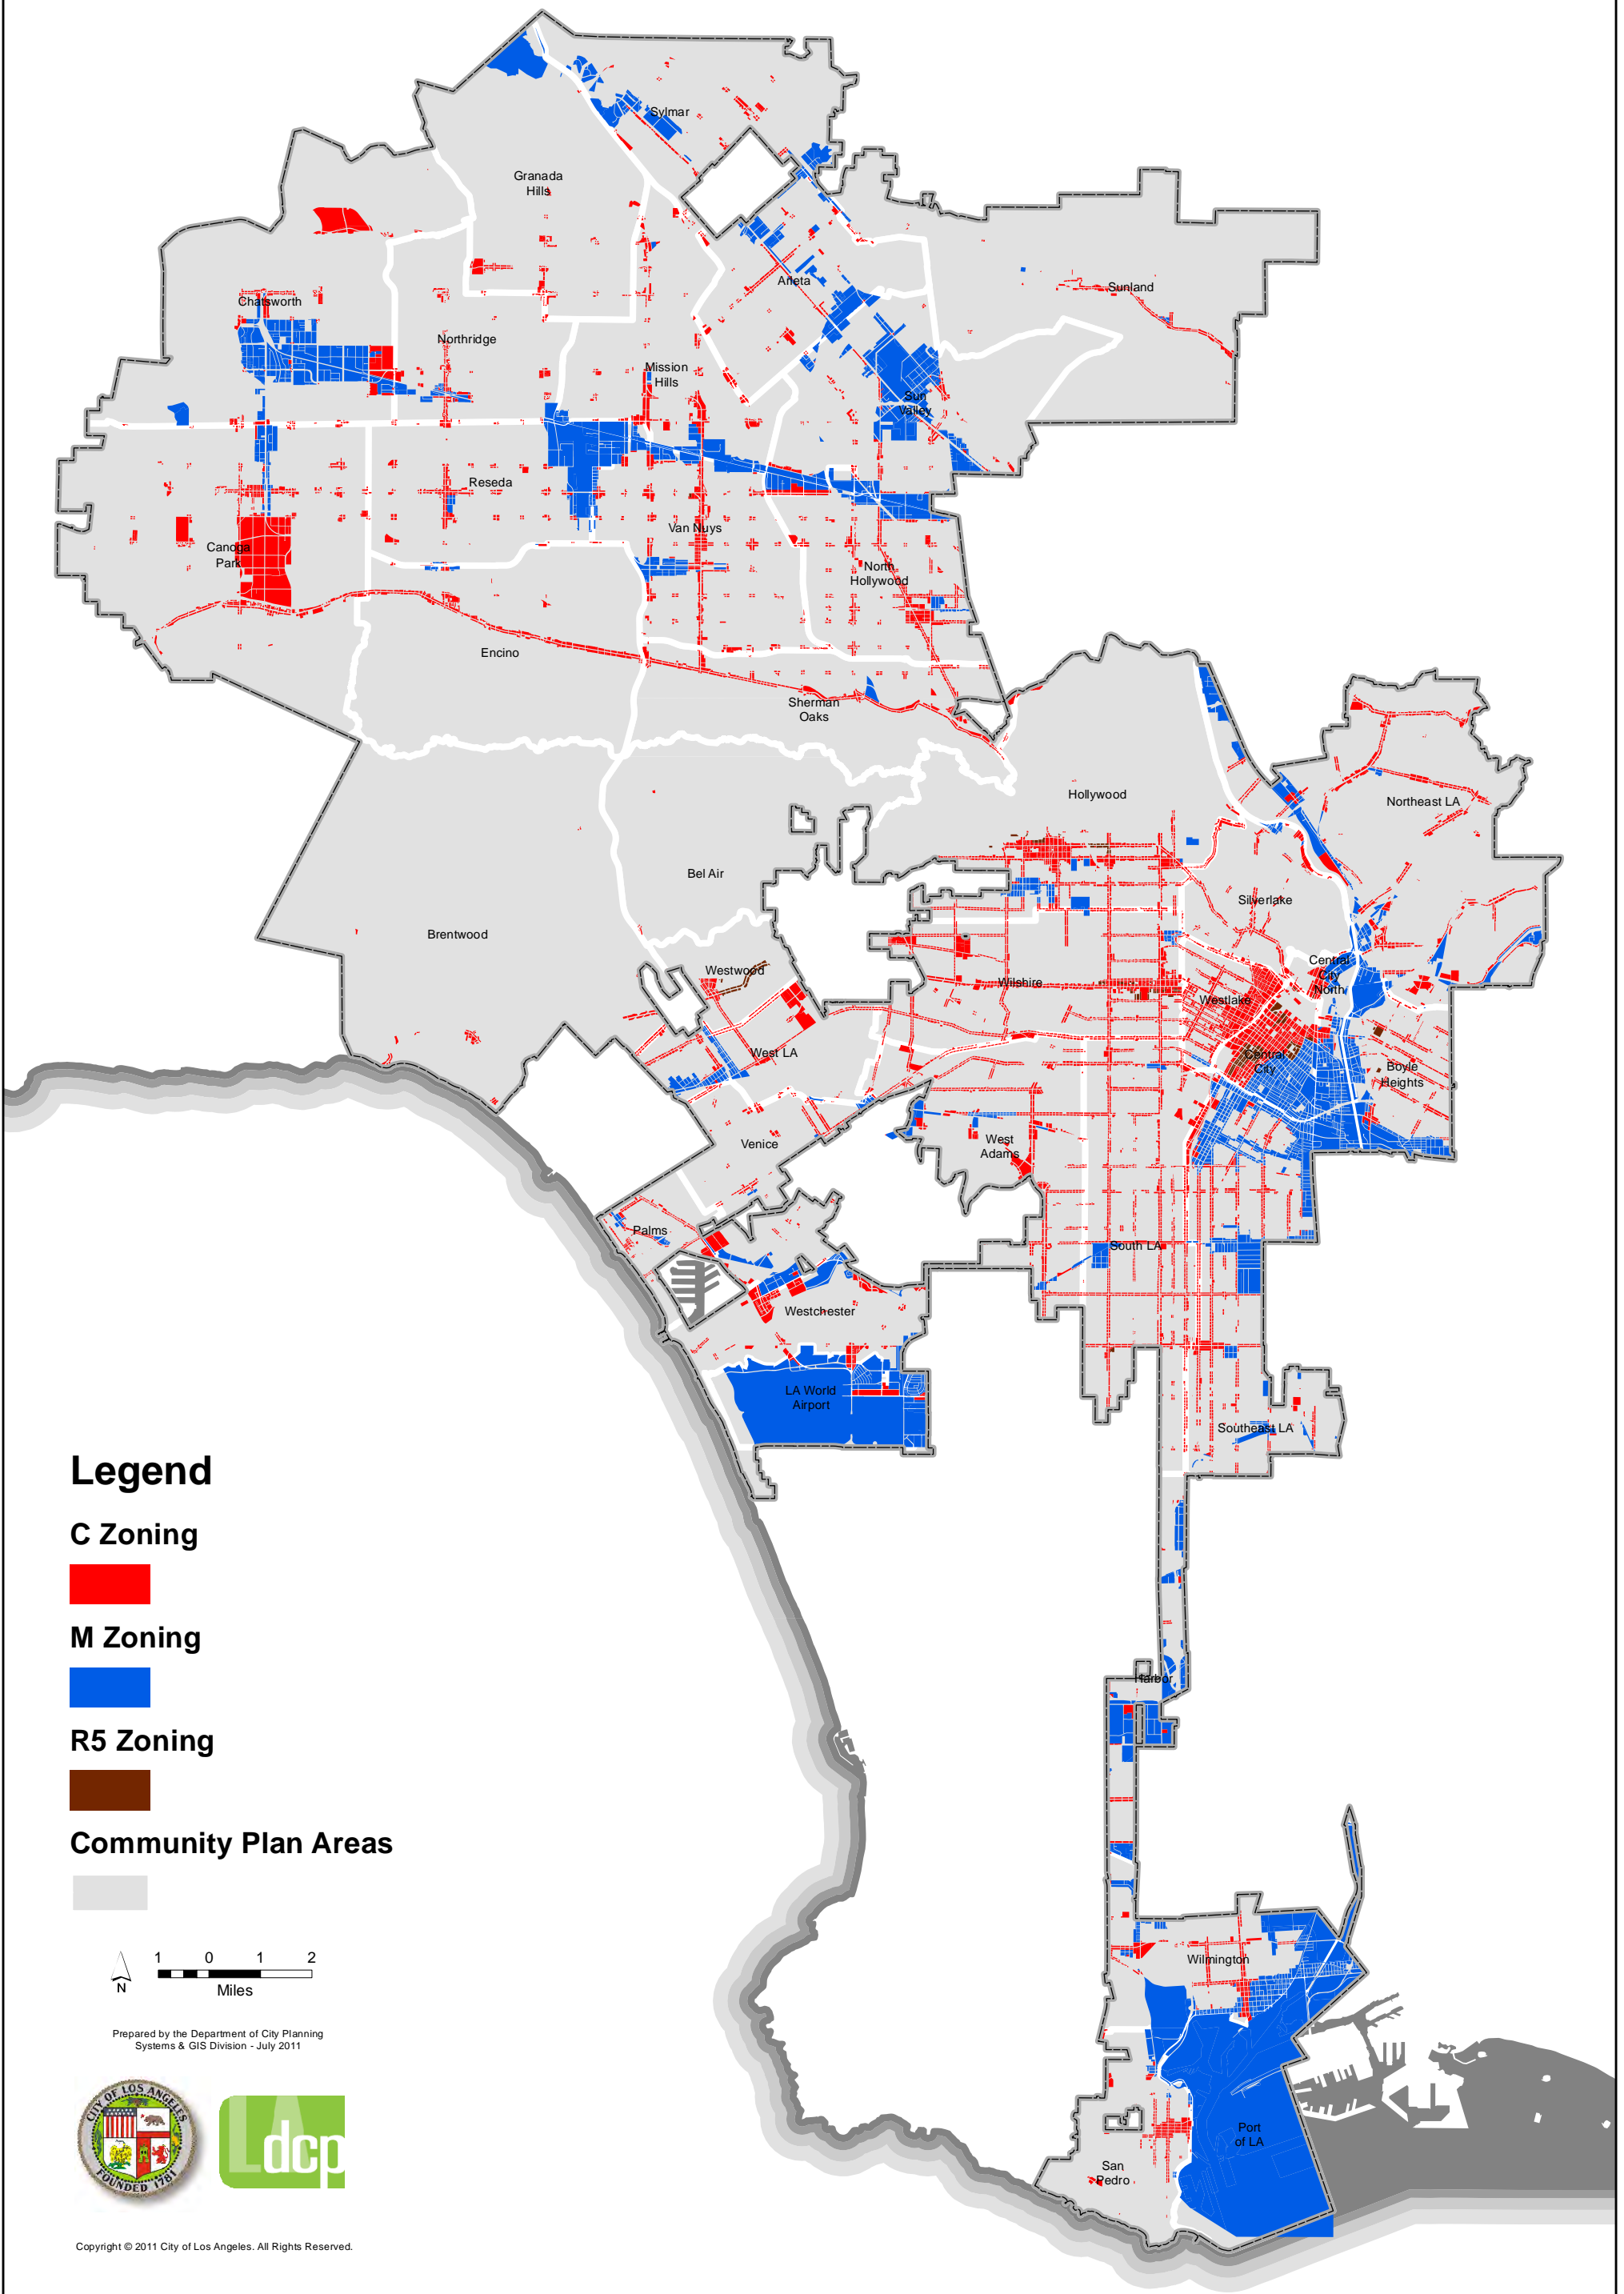 Sylmar
Granada
Hills
Arleta
Sunland
Chatsworth
Northridge
Mission
Hills
Sun
Valley
Reseda
Van Nuys
Canoga
Park
North
Hollywood
Encino
Sherman
Oaks
Hollywood
Northeast LA
Bel Air
Silverlake
Brentwood
Westwood
Central
City
North
Wilshire
Westlake
West LA
Central
City
Boyle
Heights
Venice
West
Adams
Palms
South LA
Westchester
LA World
Airport
Southeast LA
Harbor
Wilmington
Port
of LA
San
Pedro
Legend
C Zoning
M Zoning
R5 Zoning
Community Plan Areas
1 0 1 2
Miles
N
Prepared by the Department of City Planning
Systems & GIS Division - July 2011
CITY OF LOS ANGELES
FOUNDED 1781
LA
dcp
Copyright © 2011 City of Los Angeles. All Rights Reserved.